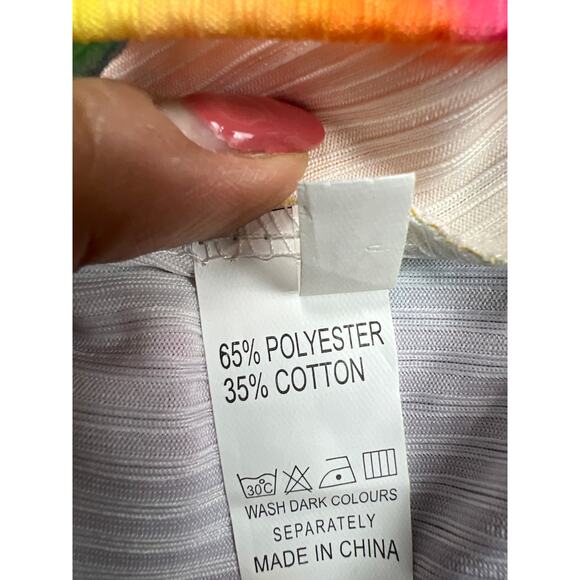 65% POLYESTER
35% COTTON
30°C
WASH DARK COLOURS
SEPARATELY
MADE IN CHINA